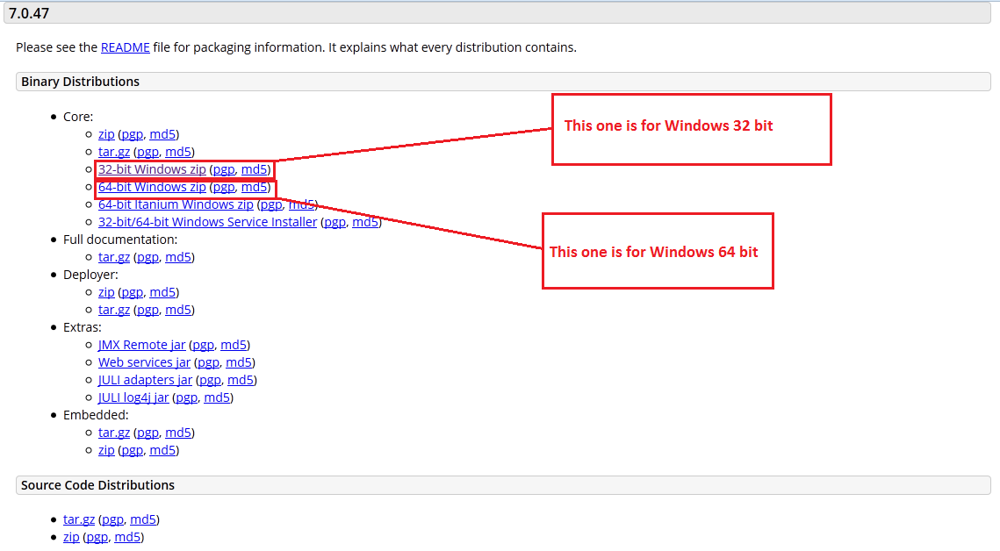 7.0.47
Please see the README file for packaging information. It explains what every distribution contains.
Binary Distributions
Core:
zip (pgp, md5)
tar.gz (pgp, md5)
32-bit Windows zip (pgp, md5)
64-bit Windows zip (pgp, md5)
64-bit Itanium Windows zip (pgp, md5)
32-bit/64-bit Windows Service Installer (pgp, md5)
Full documentation:
tar.gz (pgp, md5)
Deployer:
zip (pgp, md5)
tar.gz (pgp, md5)
Extras:
JMX Remote jar (pgp, md5)
Web services jar (pgp, md5)
JULI adapters jar (pgp, md5)
JULI log4j jar (pgp, md5)
Embedded:
tar.gz (pgp, md5)
zip (pgp, md5)
Source Code Distributions
tar.gz (pgp, md5)
zip (pgp, md5)
This one is for Windows 32 bit
This one is for Windows 64 bit